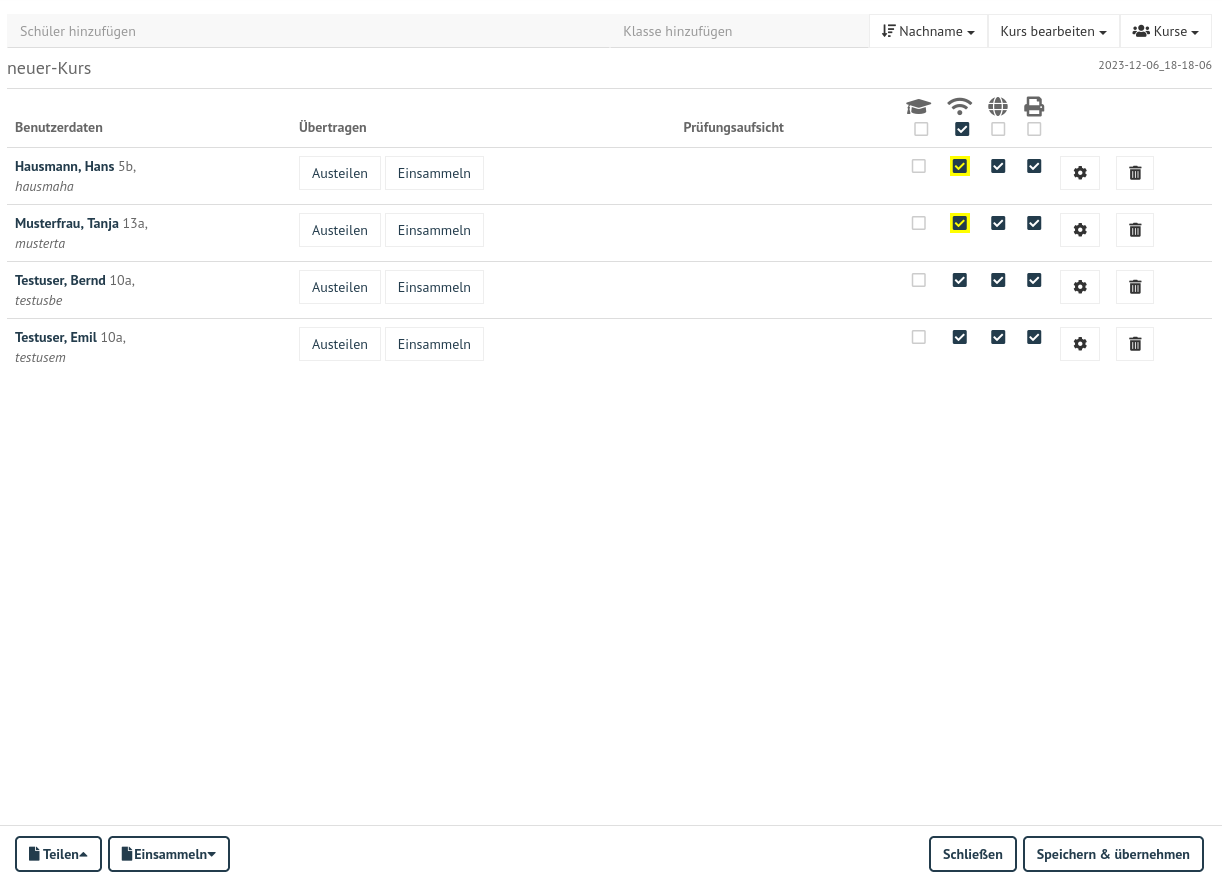 Schüler hinzufügen Klasse hinzufügen Nachname Kurs bearbeiten Kurse
neuer-Kurs 2023-12-06_18-18-06
Benutzerdaten Übertragen Prüfungsaufsicht
Hausmann, Hans 5b, Austeilen Einsammeln
hausmaha
Musterfrau, Tanja 13a, Austeilen Einsammeln
musterta
Testuser, Bernd 10a, Austeilen Einsammeln
testusbe
Testuser, Emil 10a, Austeilen Einsammeln
testusem
Teilen Einsammeln Schließen Speichern & übernehmen